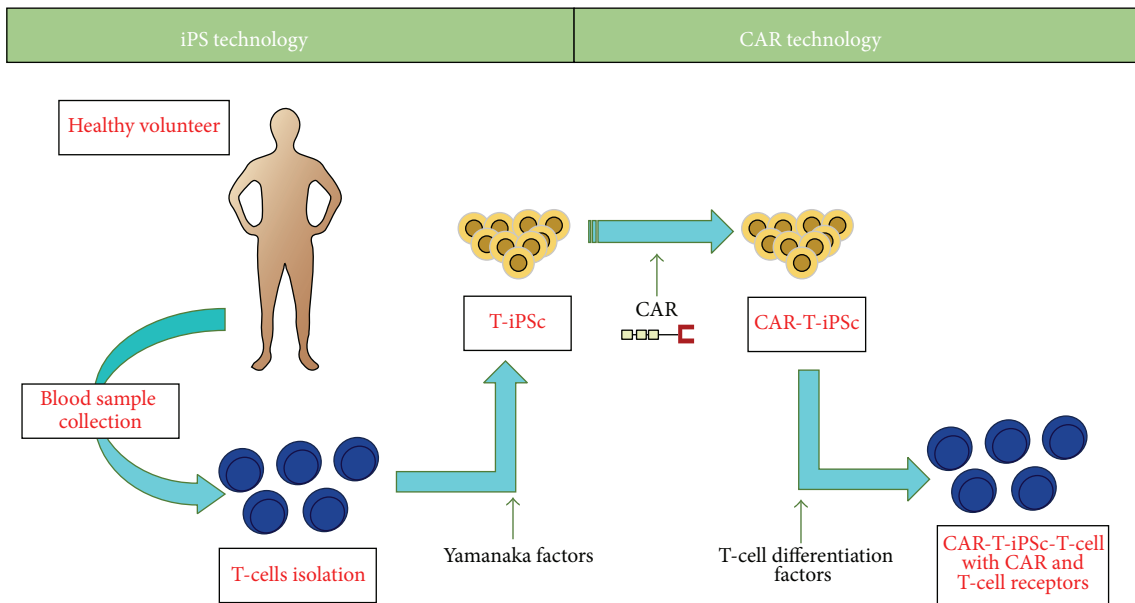 iPS technology
CAR technology
Healthy volunteer
Blood sample
collection
T-cells isolation
Yamanaka factors
T-iPSc
CAR
CAR-T-iPSc
T-cell differentiation
factors
CAR-T-iPSc-T-cell
with CAR and
T-cell receptors